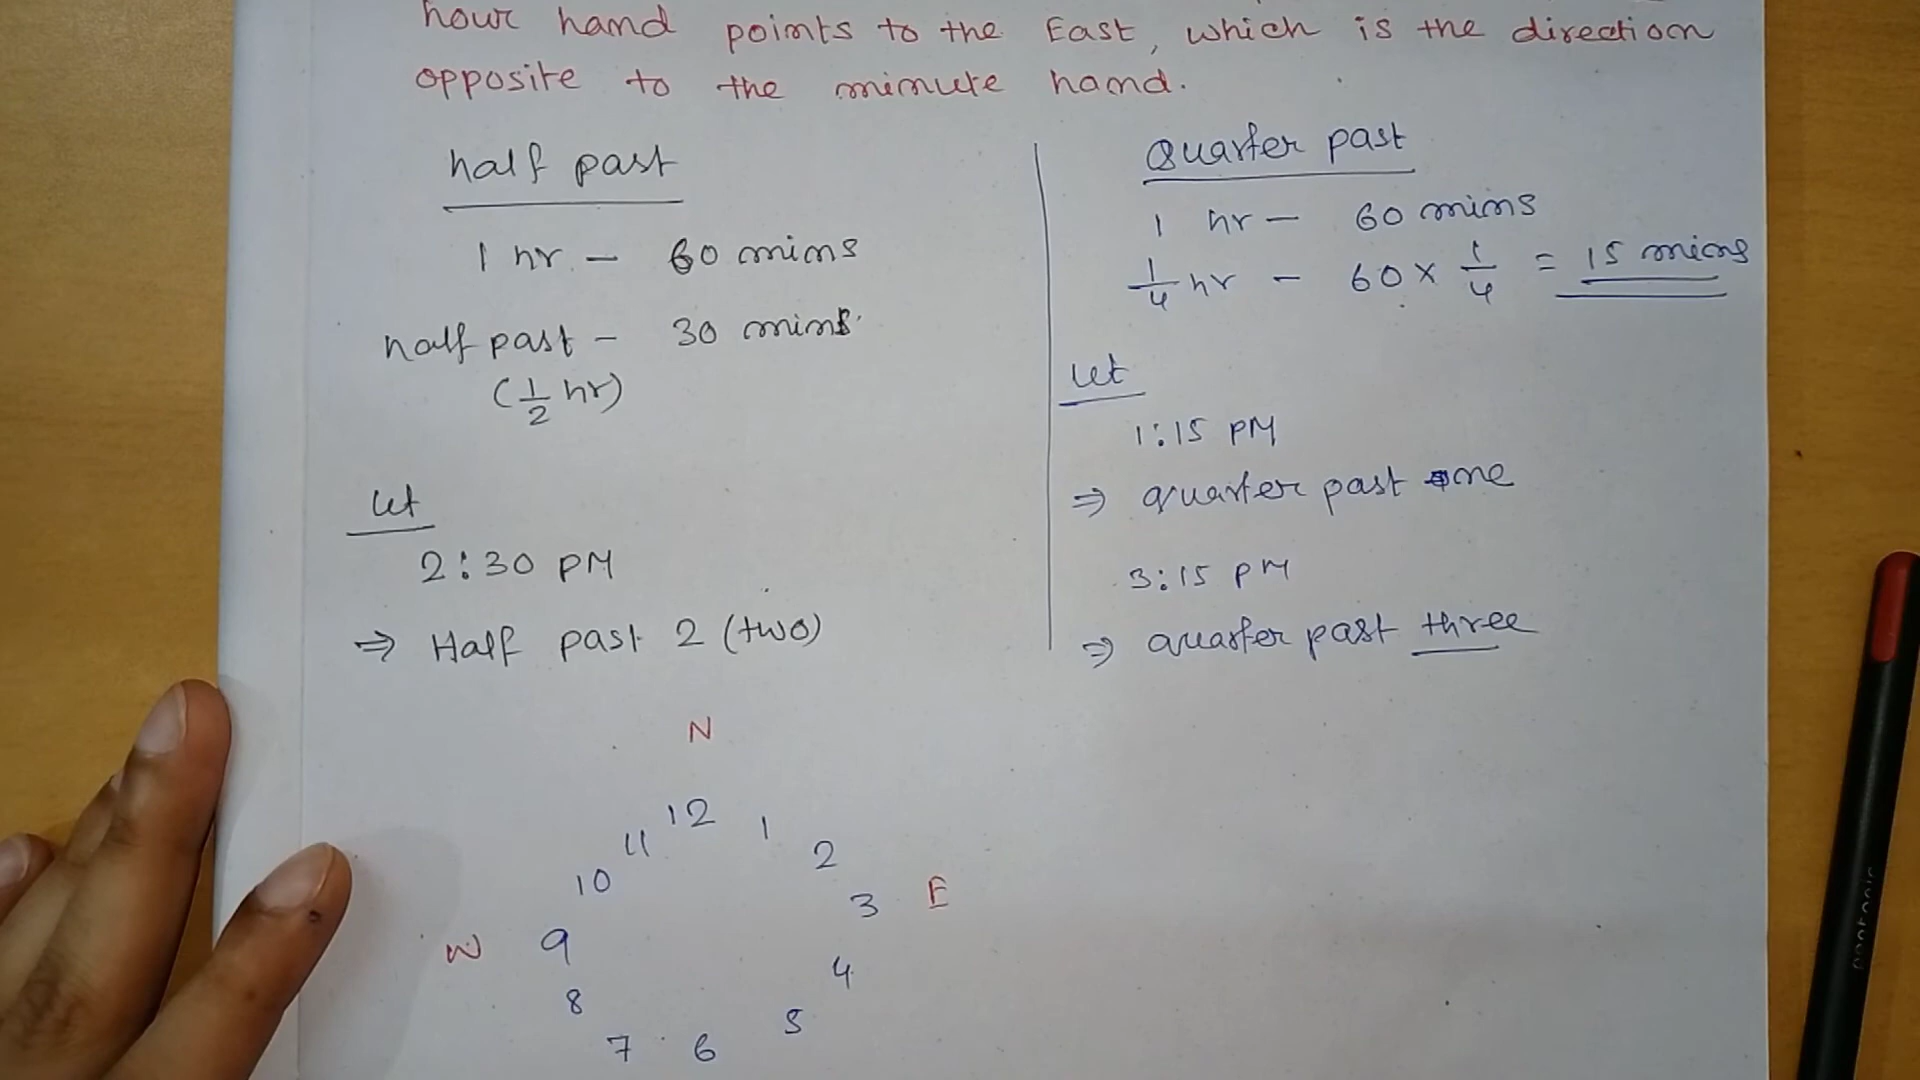 hour hand points to the East, which is the direction
opposite to the minute hand.
half past
1 hr - 60 mins
half past - 30 mins
(1/2 hr)
let
2:30 PM
⇒ Half past 2 (two)
Quarter past
1 hr - 60 mins
1/4 hr - 60 × 1/4 = 15 mins
let
1:15 PM
⇒ quarter past one
3:15 PM
⇒ quarter past three
N
12
11 1
10 2
9 3
W E
8 4
7 6 5